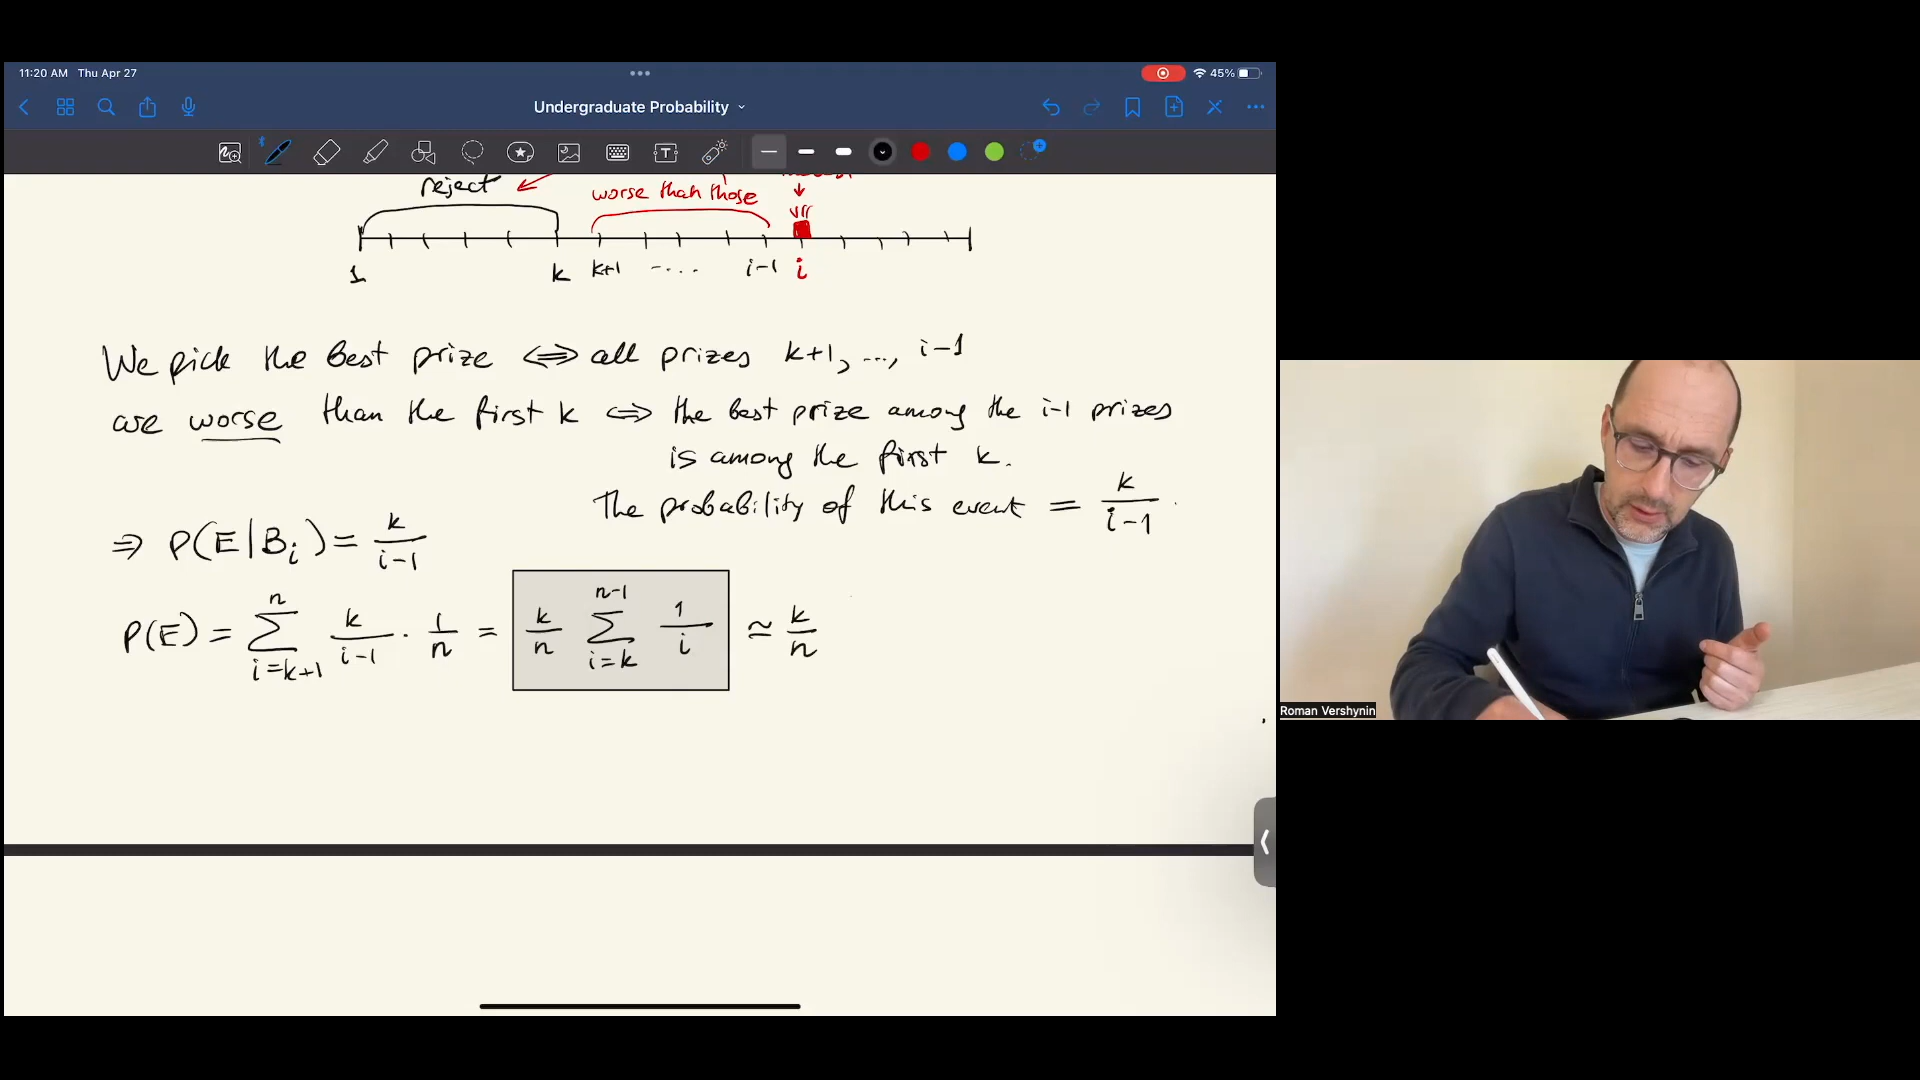 11:20 AM Thu Apr 27
45%
Undergraduate Probability
reject
worse than those
1 k k+1 -... i-1 i
We pick the best prize ⟺ all prizes k+1, ..., i-1
are worse than the first k ⟺ the best prize among the i-1 prizes
is among the first k.
The probability of this event = k/(i-1)
⇒ P(E|B_i) = k/(i-1)
P(E) = ∑_{i=k+1}^{n} k/(i-1) · 1/n = k/n ∑_{i=k}^{n-1} 1/i ≈ k/n
Roman Vershynin